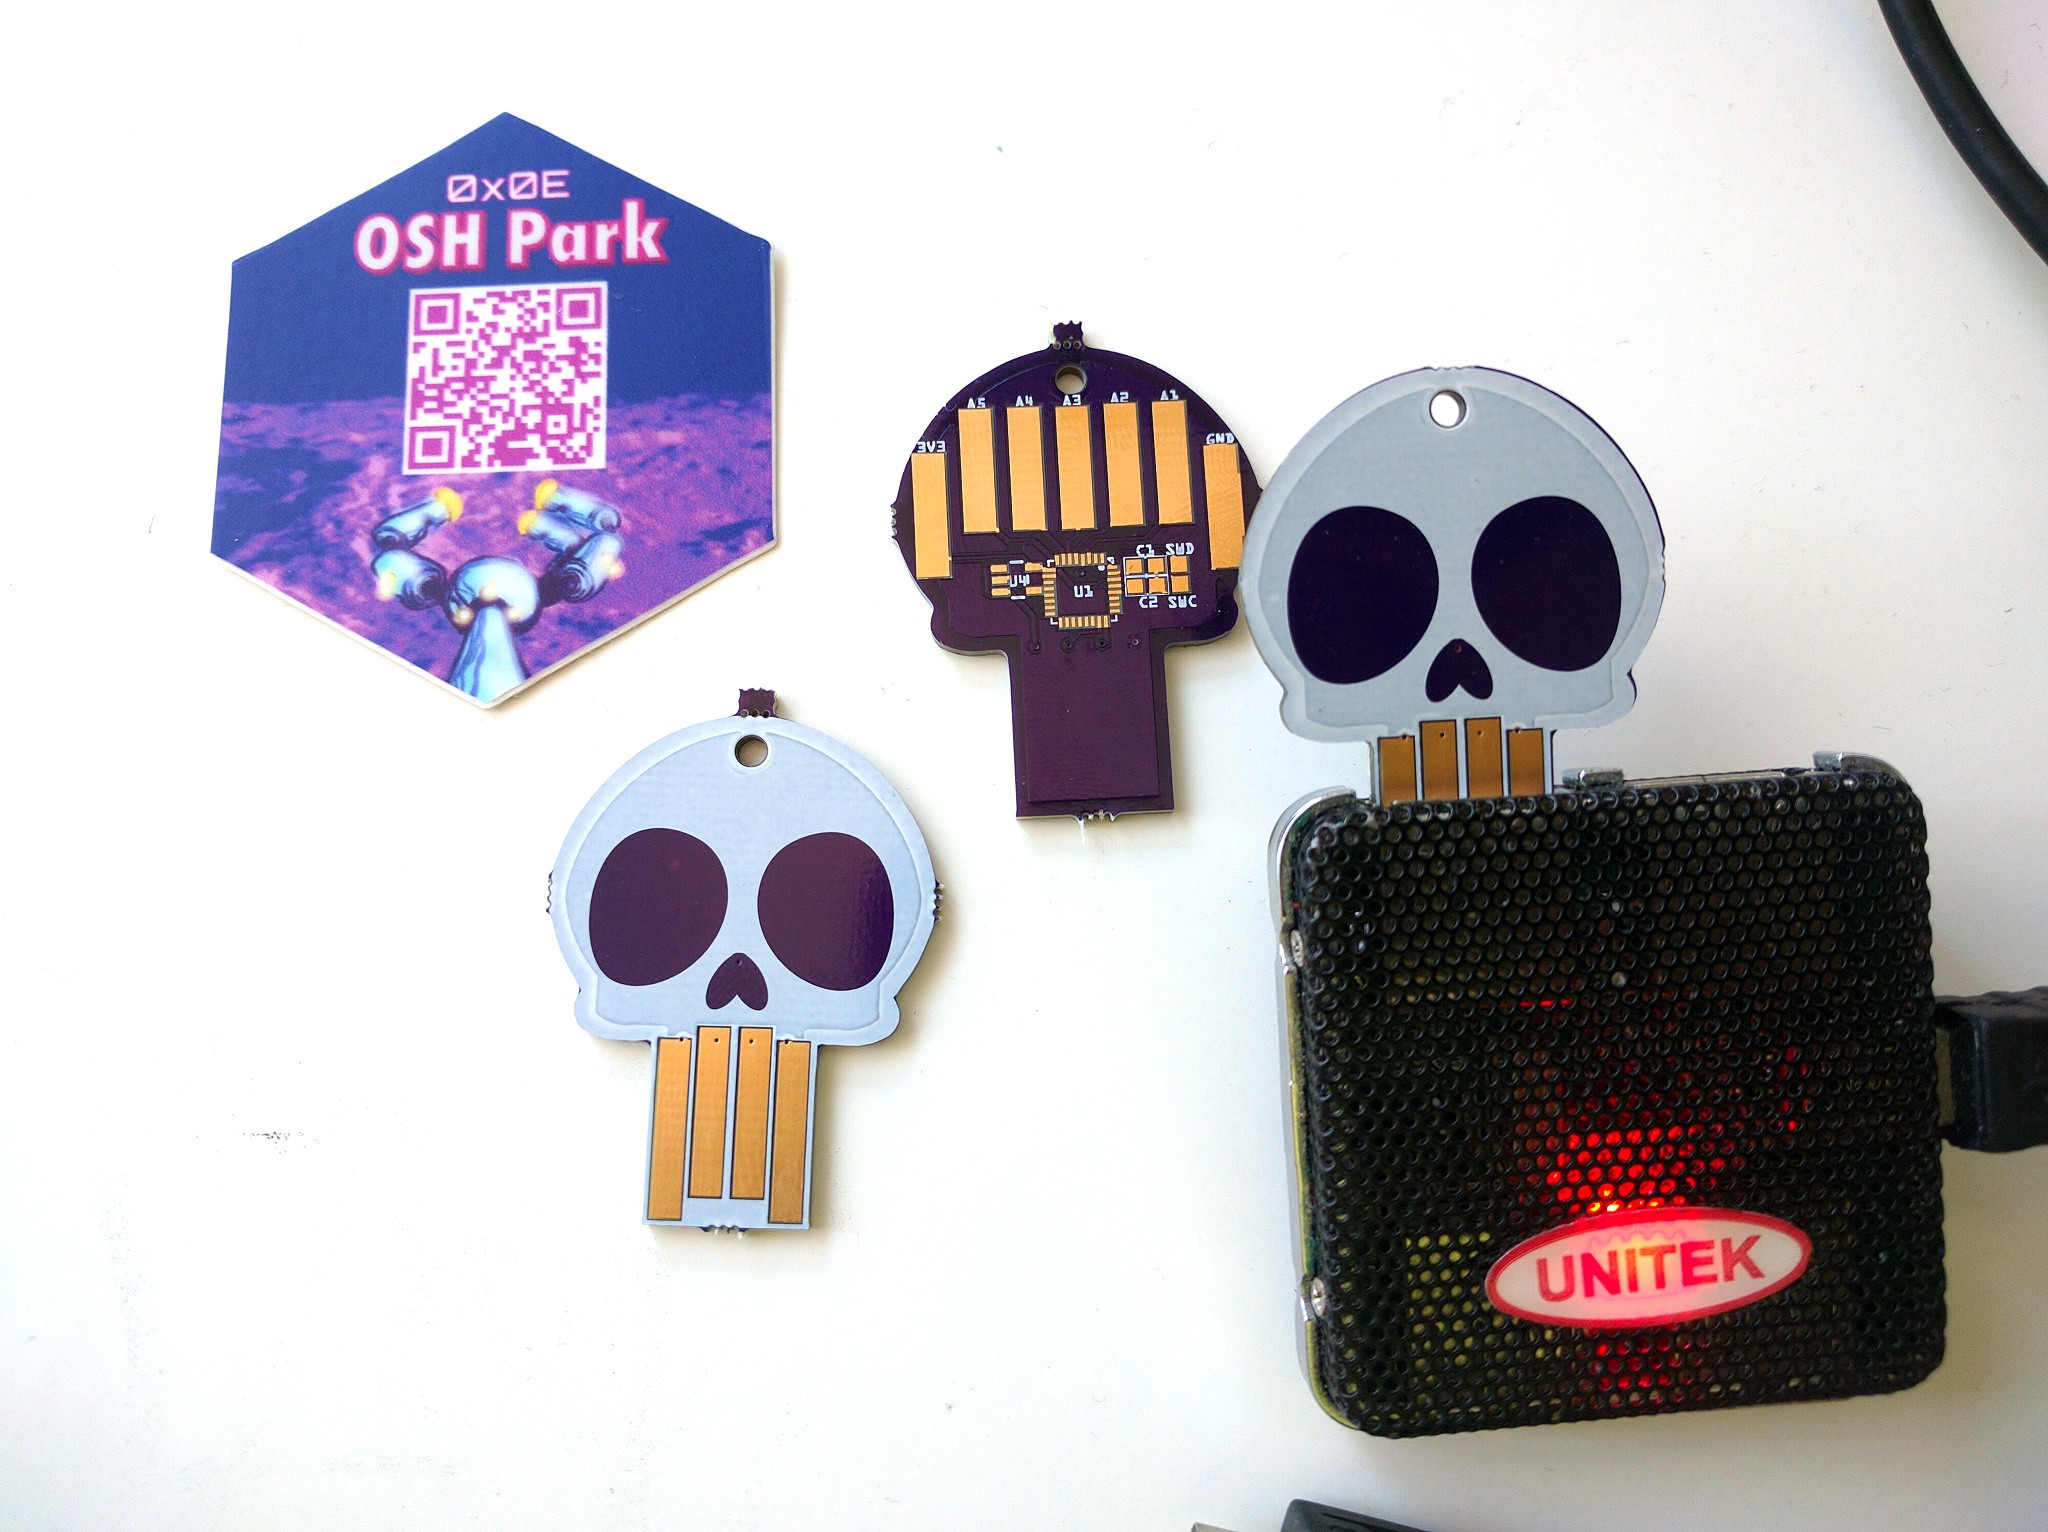 0x0E
OSH Park
A5 A4 A3 A2 A1
3V3 GND
C1 SWD
U4 U1
C2 SWC
UNITEK